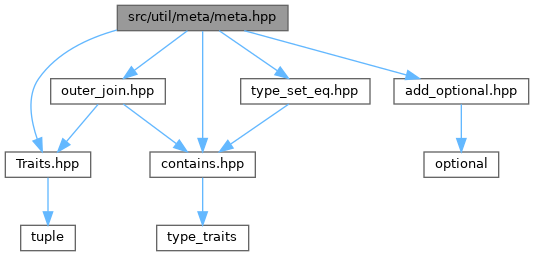 src/util/meta/meta.hpp
outer_join.hpp
type_set_eq.hpp
add_optional.hpp
Traits.hpp
contains.hpp
optional
tuple
type_traits